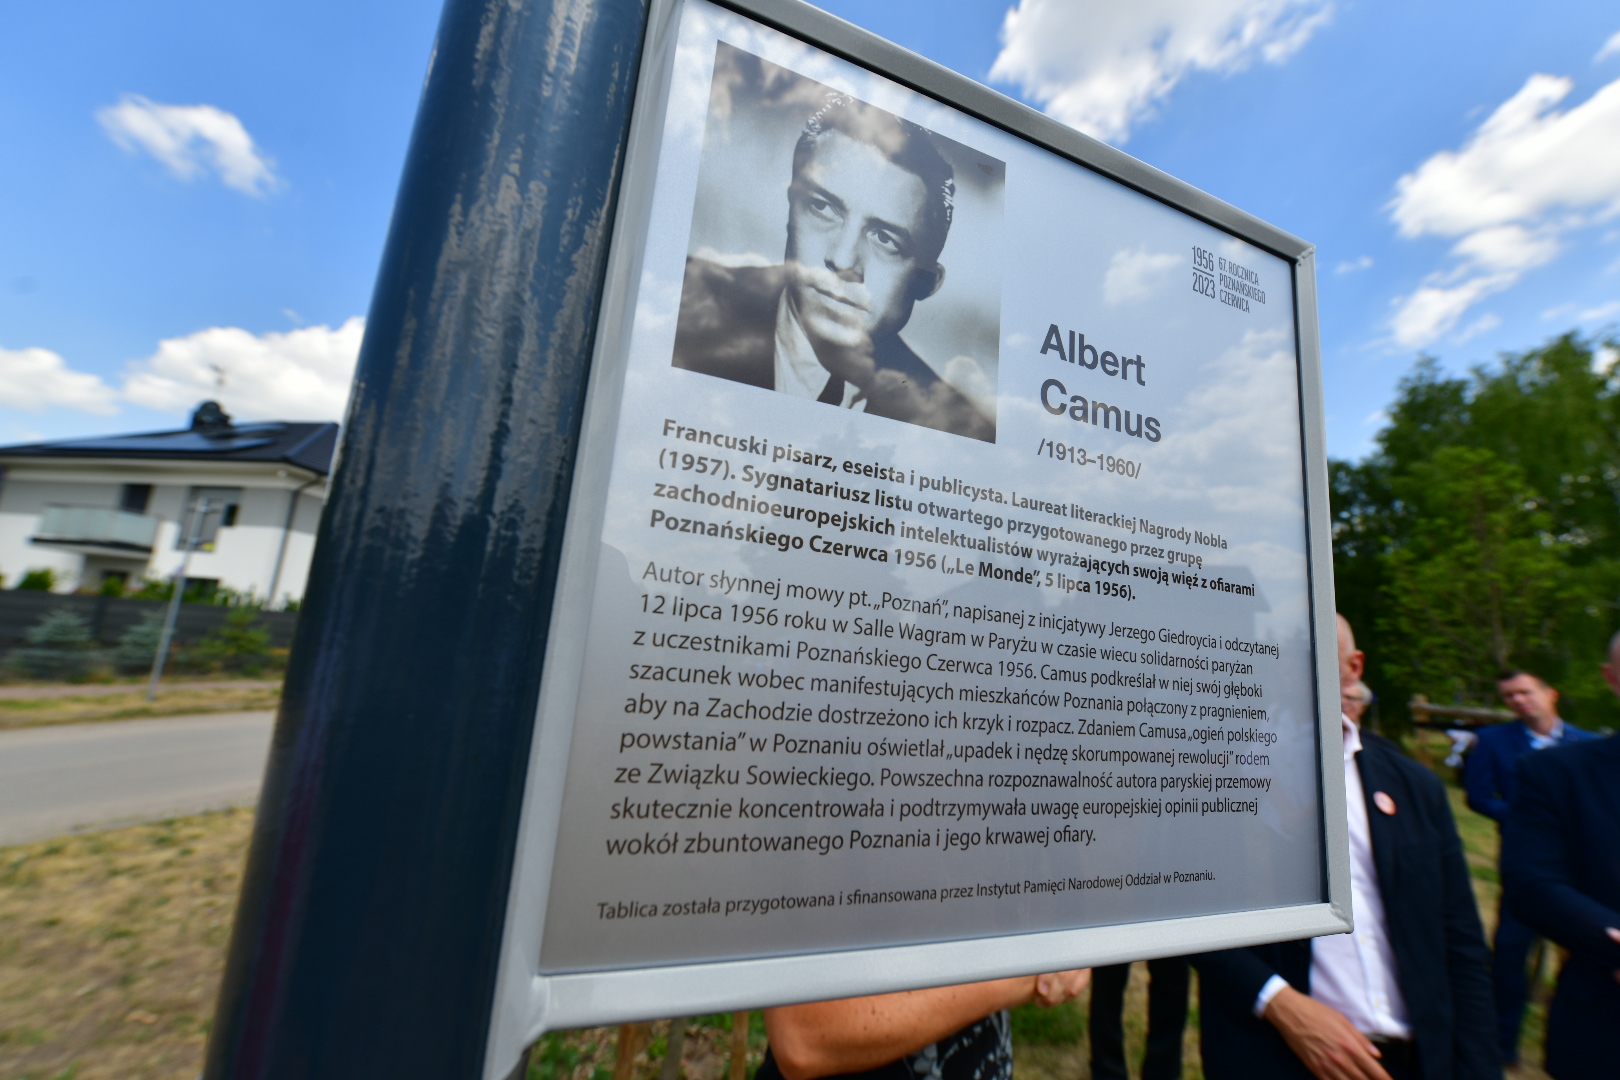 1956 67. ROCZNICA
2023 POZNAŃSKIEGO
CZERWCA
Albert
Camus
/1913–1960/
Francuski pisarz, eseista i publicysta. Laureat literackiej Nagrody Nobla
(1957). Sygnatariusz listu otwartego przygotowanego przez grupę
zachodnioeuropejskich intelektualistów wyrażających swoją więź z ofiarami
Poznańskiego Czerwca 1956 („Le Monde”, 5 lipca 1956).
Autor słynnej mowy pt. „Poznań”, napisanej z inicjatywy Jerzego Giedroycia i odczytanej
12 lipca 1956 roku w Salle Wagram w Paryżu w czasie wiecu solidarności paryżan
z uczestnikami Poznańskiego Czerwca 1956. Camus podkreślał w niej swój głęboki
szacunek wobec manifestujących mieszkańców Poznania połączony z pragnieniem,
aby na Zachodzie dostrzeżono ich krzyk i rozpacz. Zdaniem Camusa „ogień polskiego
powstania” w Poznaniu oświetlał „upadek i nędzę skorumpowanej rewolucji” rodem
ze Związku Sowieckiego. Powszechna rozpoznawalność autora paryskiej przemowy
skutecznie koncentrowała i podtrzymywała uwagę europejskiej opinii publicznej
wokół zbuntowanego Poznania i jego krwawej ofiary.
Tablica została przygotowana i sfinansowana przez Instytut Pamięci Narodowej Oddział w Poznaniu.